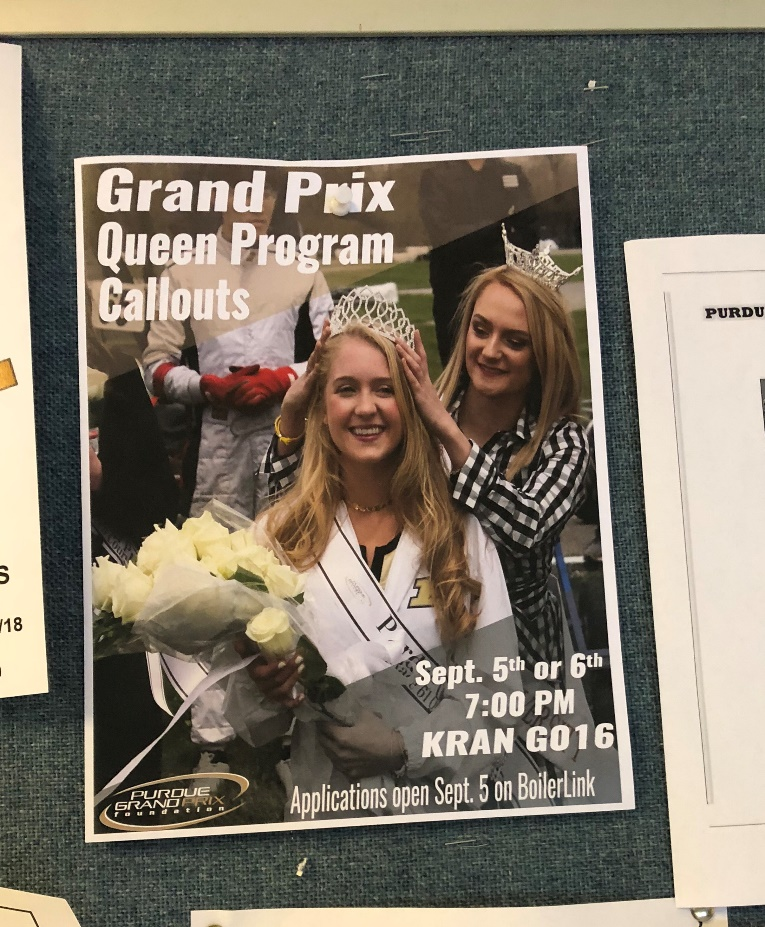 Grand Prix
Queen Program
Callouts
Sept. 5th or 6th
7:00 PM
KRAN G016
Applications open Sept. 5 on BoilerLink
PURDUE
GRAND PRIX
foundation
PURDU
S
/18